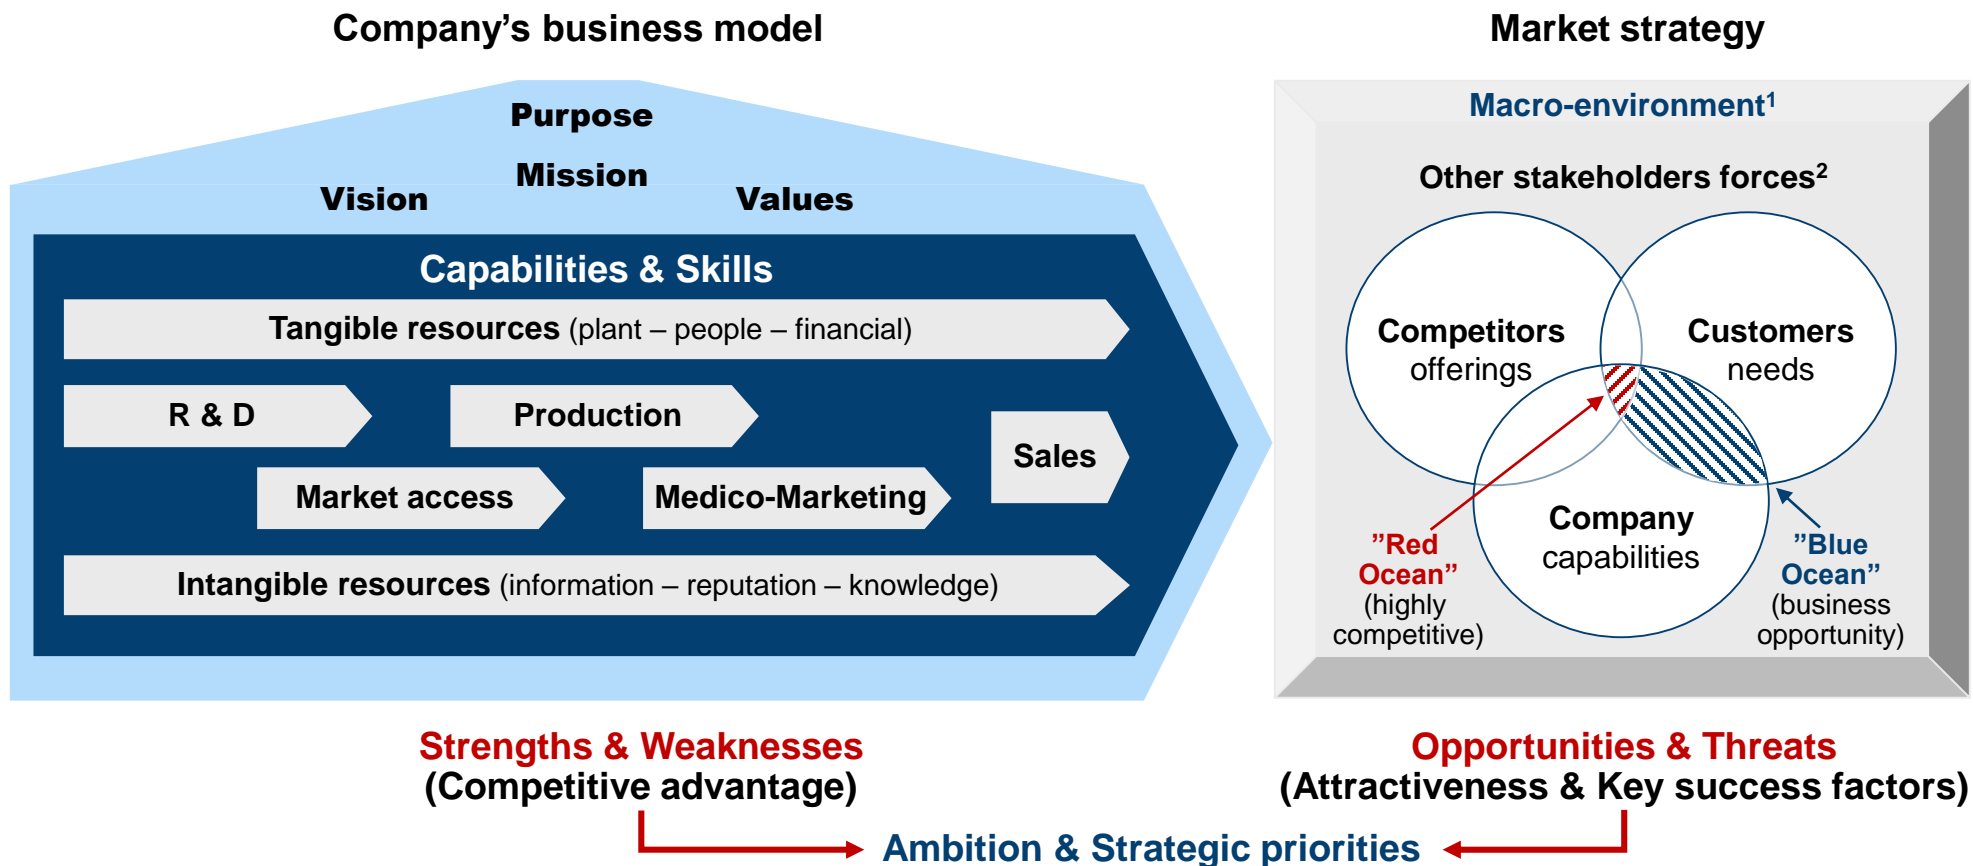 Company’s business model
Purpose
Mission
Vision
Values
Capabilities & Skills
Tangible resources (plant – people – financial)
R & D
Production
Sales
Market access
Medico-Marketing
Intangible resources (information – reputation – knowledge)
Strengths & Weaknesses
(Competitive advantage)
Market strategy
Macro-environment¹
Other stakeholders forces²
Competitors
offerings
Customers
needs
Company
capabilities
”Red
Ocean”
(highly
competitive)
”Blue
Ocean”
(business
opportunity)
Opportunities & Threats
(Attractiveness & Key success factors)
Ambition & Strategic priorities